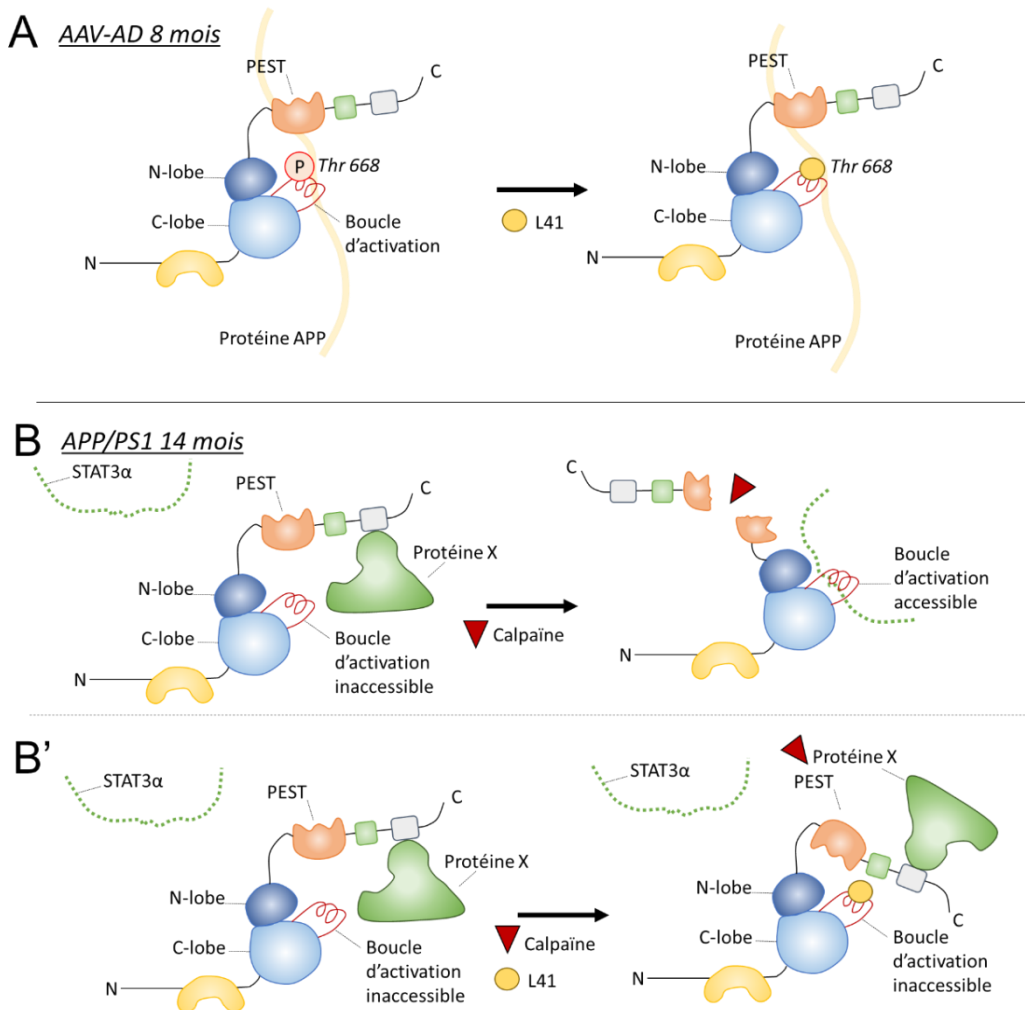 A AAV-AD 8 mois
PEST
C
P Thr 668
N-lobe
C-lobe
Boucle
d'activation
N
Protéine APP
L41
PEST
C
Thr 668
N-lobe
C-lobe
N
Protéine APP
B APP/PS1 14 mois
STAT3α
PEST
C
Protéine X
N-lobe
C-lobe
Boucle
d'activation
inaccessible
N
Calpaïne
C
Boucle
d'activation
accessible
N
B'
STAT3α
PEST
C
Protéine X
N-lobe
C-lobe
Boucle
d'activation
inaccessible
N
Calpaïne
L41
STAT3α
Protéine X
PEST
N-lobe
C
C-lobe
Boucle
d'activation
inaccessible
N